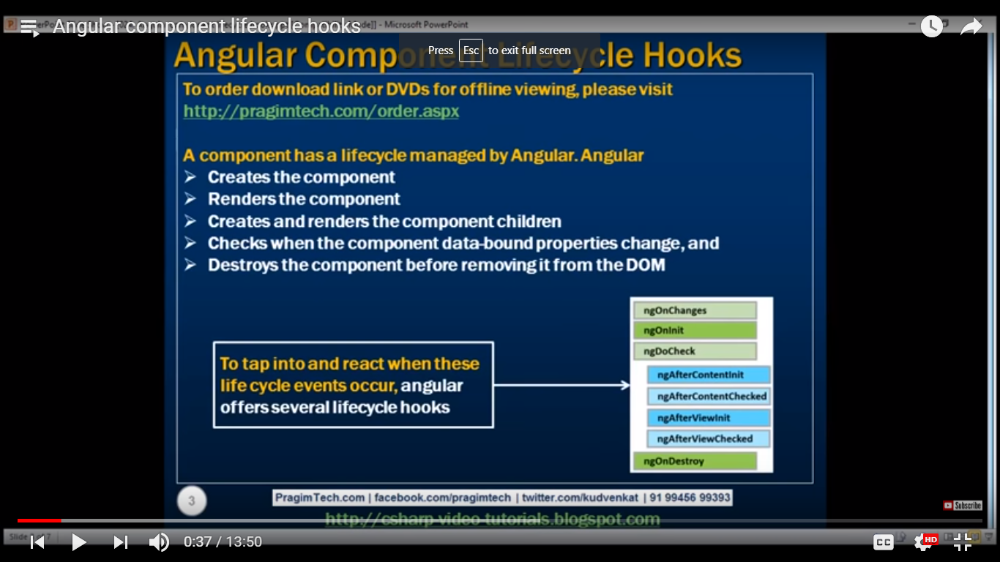 Angular component lifecycle hooks
- Microsoft PowerPoint
Press Esc to exit full screen
Angular Component Lifecycle Hooks
To order download link or DVDs for offline viewing, please visit
http://pragimtech.com/order.aspx
A component has a lifecycle managed by Angular. Angular
Creates the component
Renders the component
Creates and renders the component children
Checks when the component data-bound properties change, and
Destroys the component before removing it from the DOM
To tap into and react when these
life cycle events occur, angular
offers several lifecycle hooks
ngOnChanges
ngOnInit
ngDoCheck
ngAfterContentInit
ngAfterContentChecked
ngAfterViewInit
ngAfterViewChecked
ngOnDestroy
3
PragimTech.com | facebook.com/pragimtech | twitter.com/kudvenkat | 91 99456 99393
Subscribe
http://csharp-video-tutorials.blogspot.com
0:37 / 13:50
CC
HD